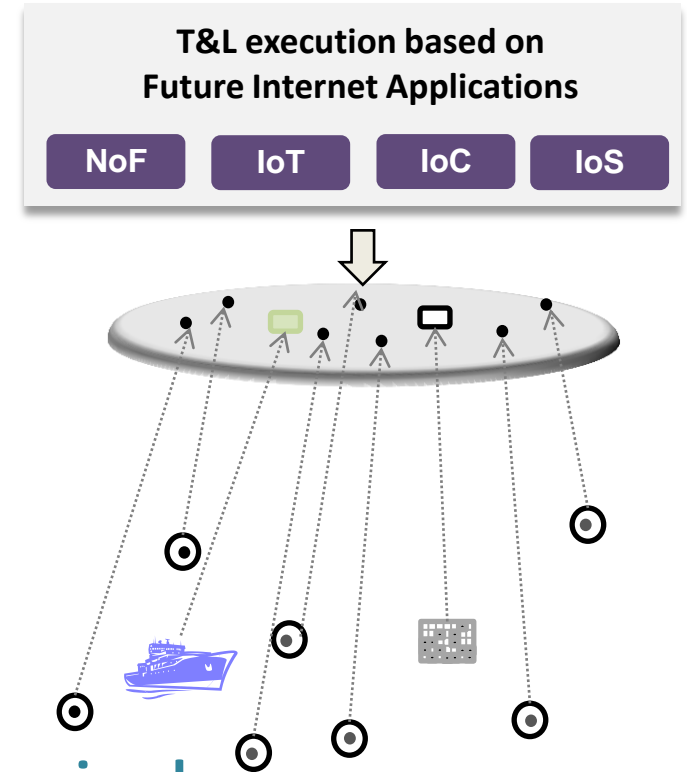 T&L execution based on
Future Internet Applications
NoF IoT IoC IoS